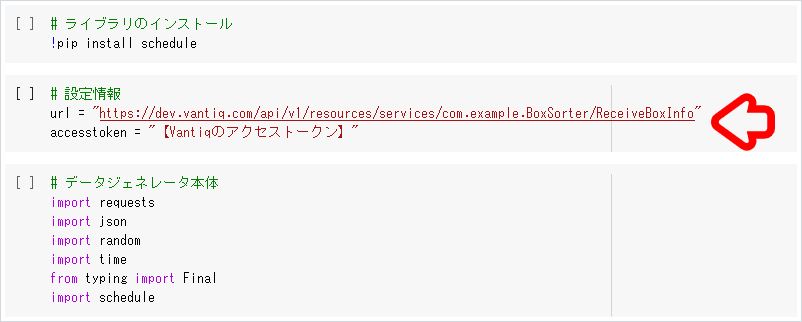 [ ] # ライブラリのインストール
!pip install schedule
[ ] # 設定情報
url = "https://dev.vantiq.com/api/v1/resources/services/com.example.BoxSorter/ReceiveBoxInfo"
accesstoken = "【Vantiqのアクセストークン】"
[ ] # データジェネレータ本体
import requests
import json
import random
import time
from typing import Final
import schedule